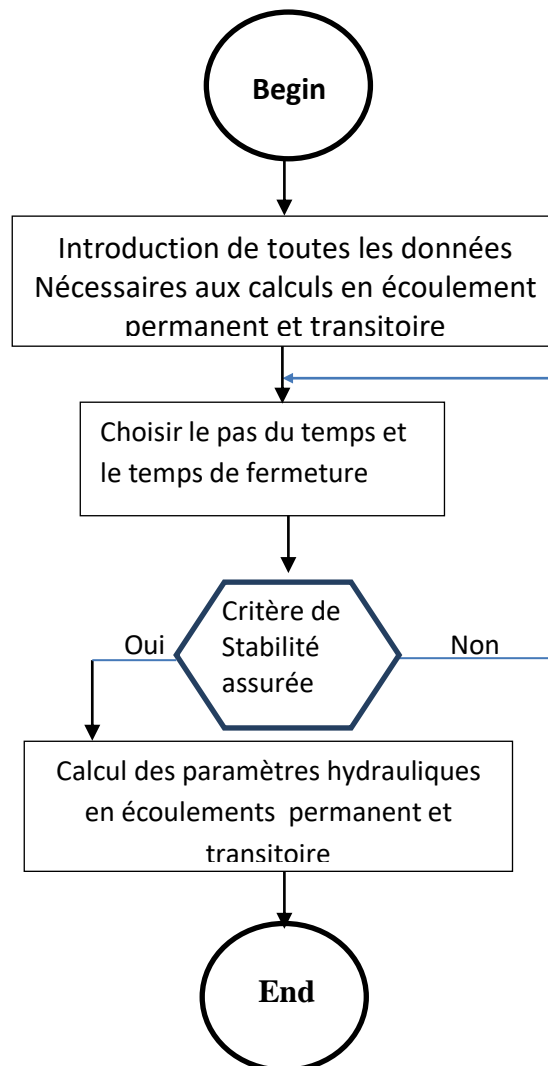 Begin
Introduction de toutes les données
Nécessaires aux calculs en écoulement
permanent et transitoire
Choisir le pas du temps et
le temps de fermeture
Critère de
Stabilité
assurée
Oui
Non
Calcul des paramètres hydrauliques
en écoulements permanent et
transitoire
End